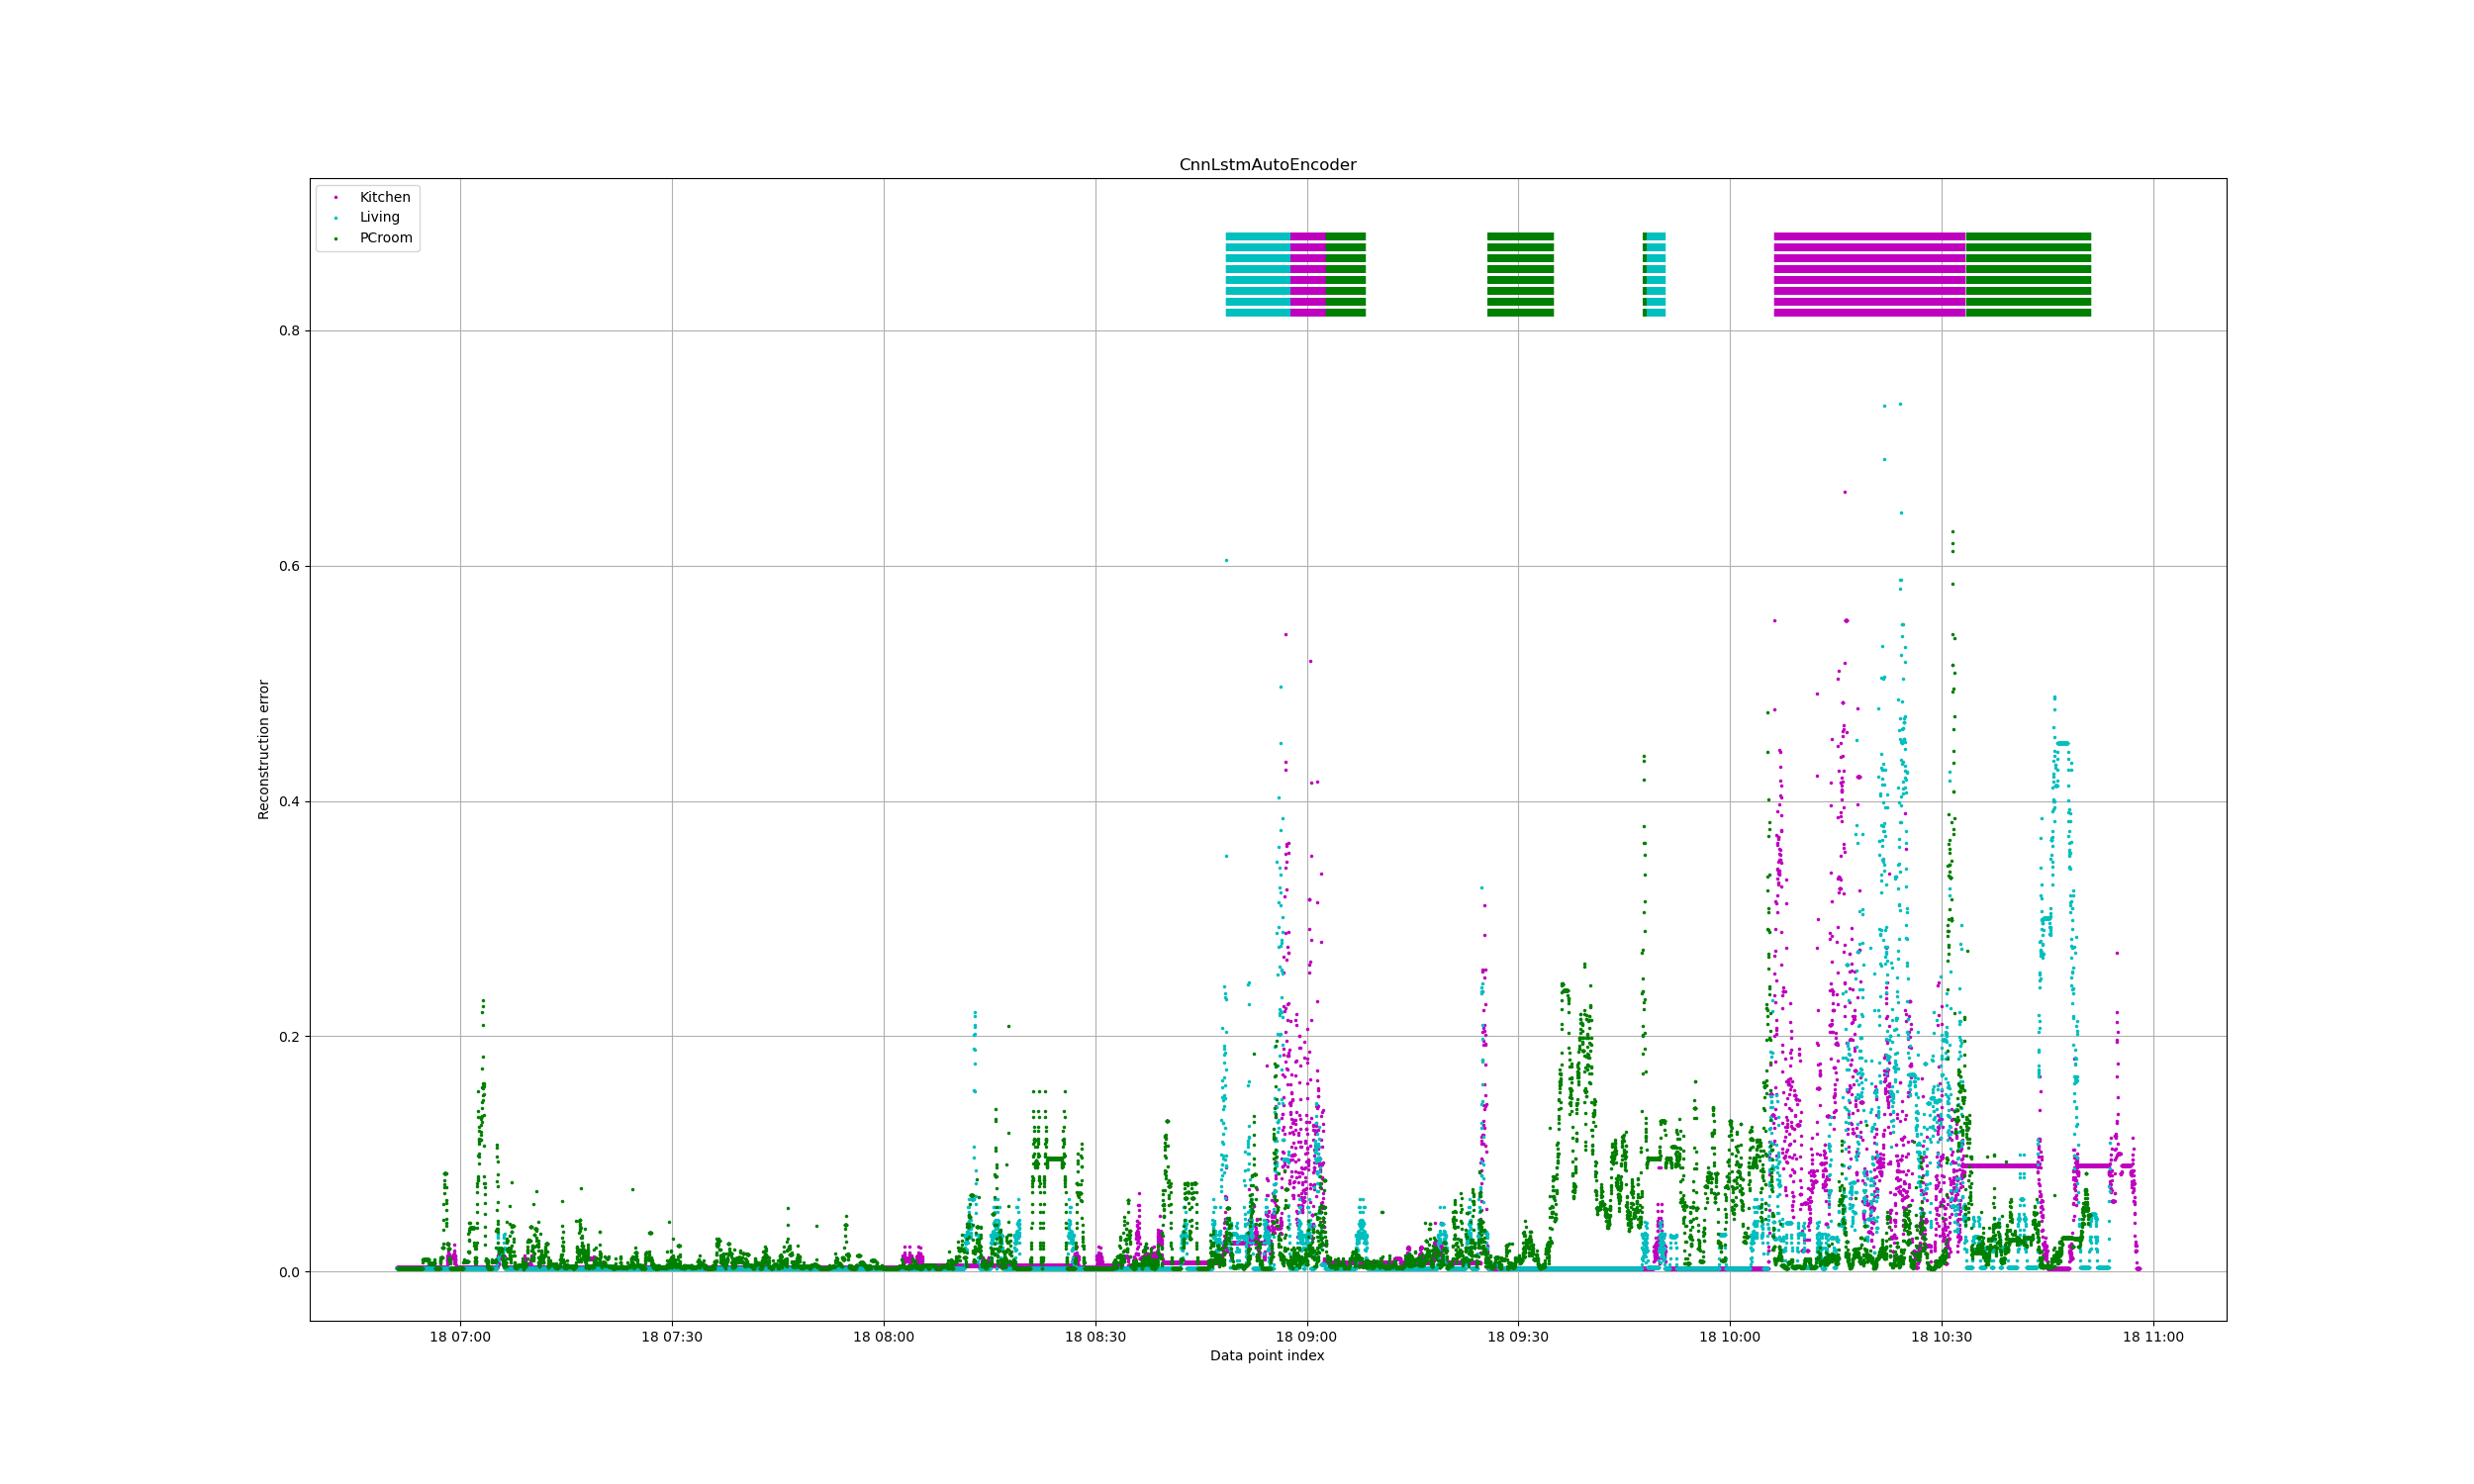 CnnLstmAutoEncoder
Kitchen
Living
PCroom
0.8
0.6
0.4
0.2
0.0
Reconstruction error
18 07:00 18 07:30 18 08:00 18 08:30 18 09:00 18 09:30 18 10:00 18 10:30 18 11:00
Data point index